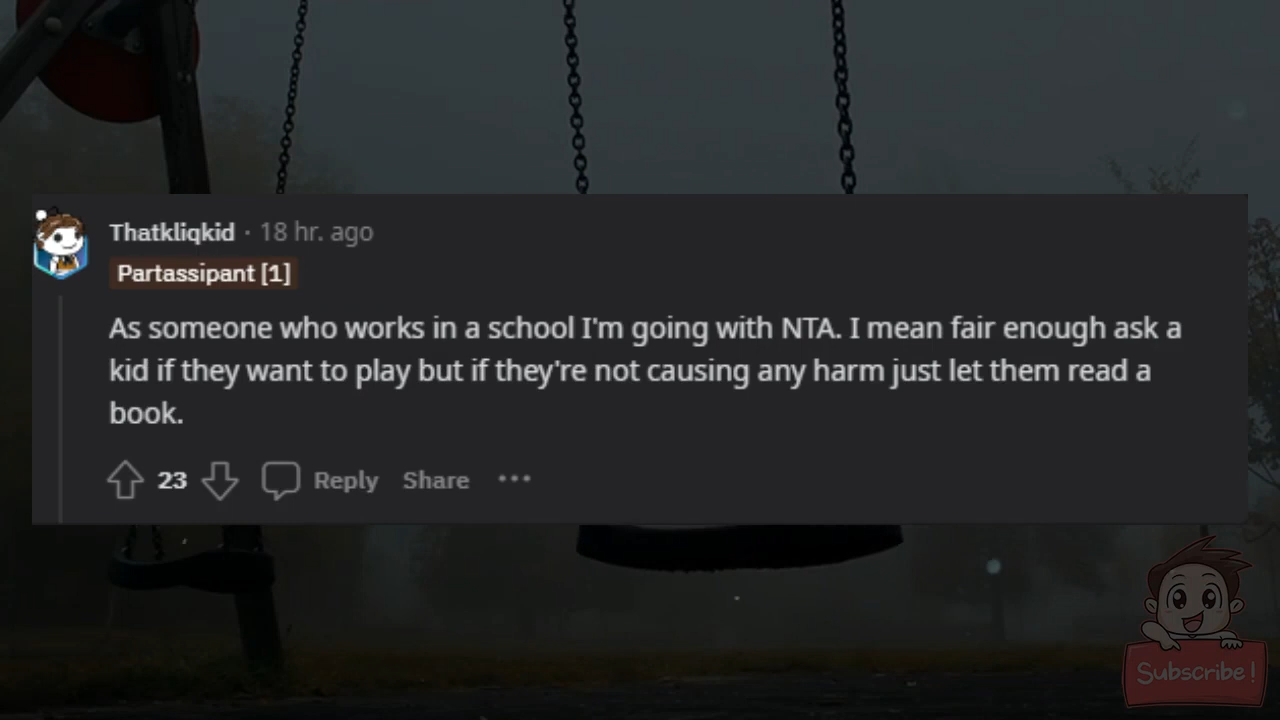 Thatkliqkid · 18 hr. ago
Partassipant [1]
As someone who works in a school I'm going with NTA. I mean fair enough ask a
kid if they want to play but if they're not causing any harm just let them read a
book.
23 Reply Share ···
Subscribe!